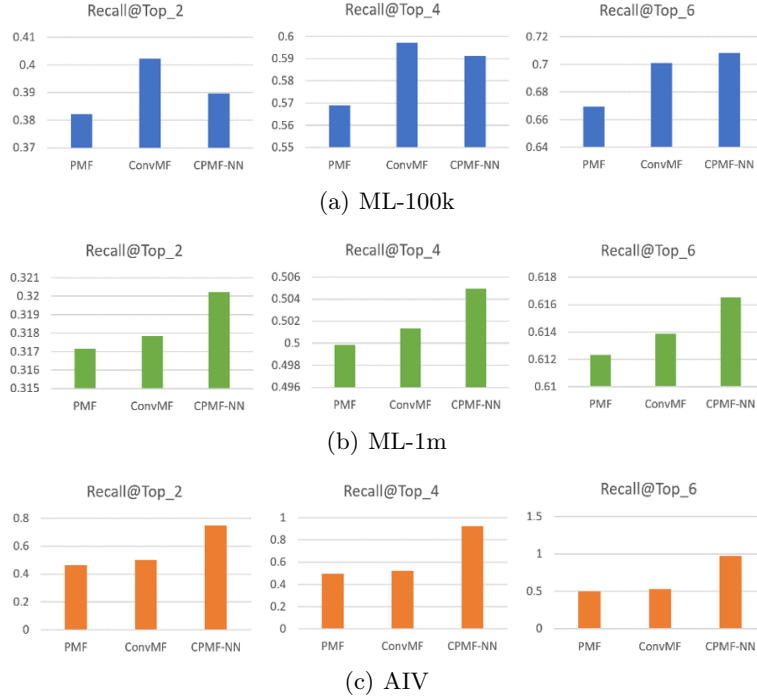 Recall@Top_2
0.41
0.4
0.39
0.38
0.37
PMF ConvMF CPMF-NN
Recall@Top_4
0.6
0.59
0.58
0.57
0.56
0.55
PMF ConvMF CPMF-NN
Recall@Top_6
0.72
0.7
0.68
0.66
0.64
PMF ConvMF CPMF-NN
(a) ML-100k
Recall@Top_2
0.321
0.32
0.319
0.318
0.317
0.316
0.315
PMF ConvMF CPMF-NN
Recall@Top_4
0.506
0.504
0.502
0.5
0.498
0.496
PMF ConvMF CPMF-NN
Recall@Top_6
0.618
0.616
0.614
0.612
0.61
PMF ConvMF CPMF-NN
(b) ML-1m
Recall@Top_2
0.8
0.6
0.4
0.2
0
PMF ConvMF CPMF-NN
Recall@Top_4
1
0.8
0.6
0.4
0.2
0
PMF ConvMF CPMF-NN
Recall@Top_6
1.5
1
0.5
0
PMF ConvMF CPMF-NN
(c) AIV